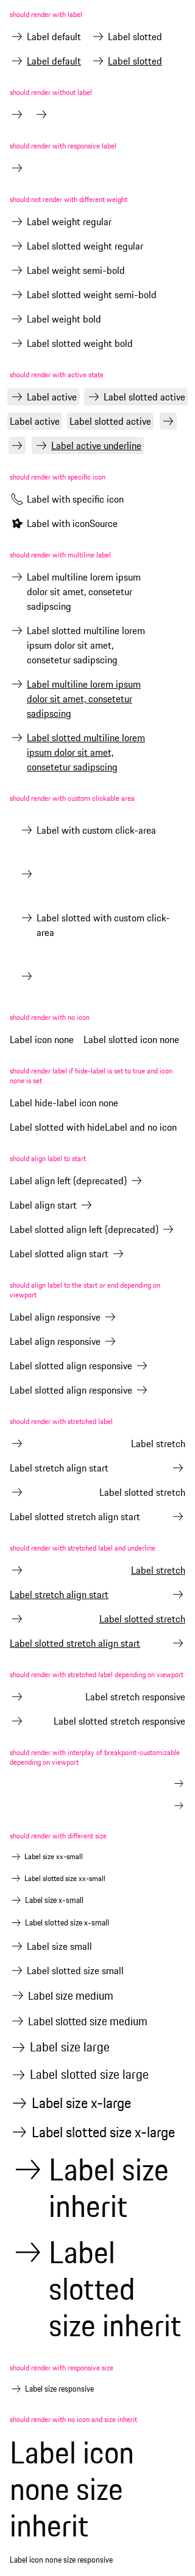 should render with label
Label default Label slotted
Label default Label slotted
should render without label
should render with responsive label
should not render with different weight
Label weight regular
Label slotted weight regular
Label weight semi-bold
Label slotted weight semi-bold
Label weight bold
Label slotted weight bold
should render with active state
Label active Label slotted active
Label active Label slotted active
Label active underline
should render with specific icon
Label with specific icon
Label with iconSource
should render with multiline label
Label multiline lorem ipsum
dolor sit amet, consetetur
sadipscing
Label slotted multiline lorem
ipsum dolor sit amet,
consetetur sadipscing
Label multiline lorem ipsum
dolor sit amet, consetetur
sadipscing
Label slotted multiline lorem
ipsum dolor sit amet,
consetetur sadipscing
should render with custom clickable area
Label with custom click-area
Label slotted with custom click-
area
should render with no icon
Label icon none Label slotted icon none
should render label if hide-label is set to true and icon
none is set
Label hide-label icon none
Label slotted with hideLabel and no icon
should align label to start
Label align left (deprecated)
Label align start
Label slotted align left (deprecated)
Label slotted align start
should align label to the start or end depending on
viewport
Label align responsive
Label align responsive
Label slotted align responsive
Label slotted align responsive
should render with stretched label
Label stretch
Label stretch align start
Label slotted stretch
Label slotted stretch align start
should render with stretched label and underline
Label stretch
Label stretch align start
Label slotted stretch
Label slotted stretch align start
should render with stretched label depending on viewport
Label stretch responsive
Label slotted stretch responsive
should render with interplay of breakpoint-customizable
depending on viewport
should render with different size
Label size xx-small
Label slotted size xx-small
Label size x-small
Label slotted size x-small
Label size small
Label slotted size small
Label size medium
Label slotted size medium
Label size large
Label slotted size large
Label size x-large
Label slotted size x-large
Label size
inherit
Label
slotted
size inherit
should render with responsive size
Label size responsive
should render with no icon and size inherit
Label icon
none size
inherit
Label icon none size responsive